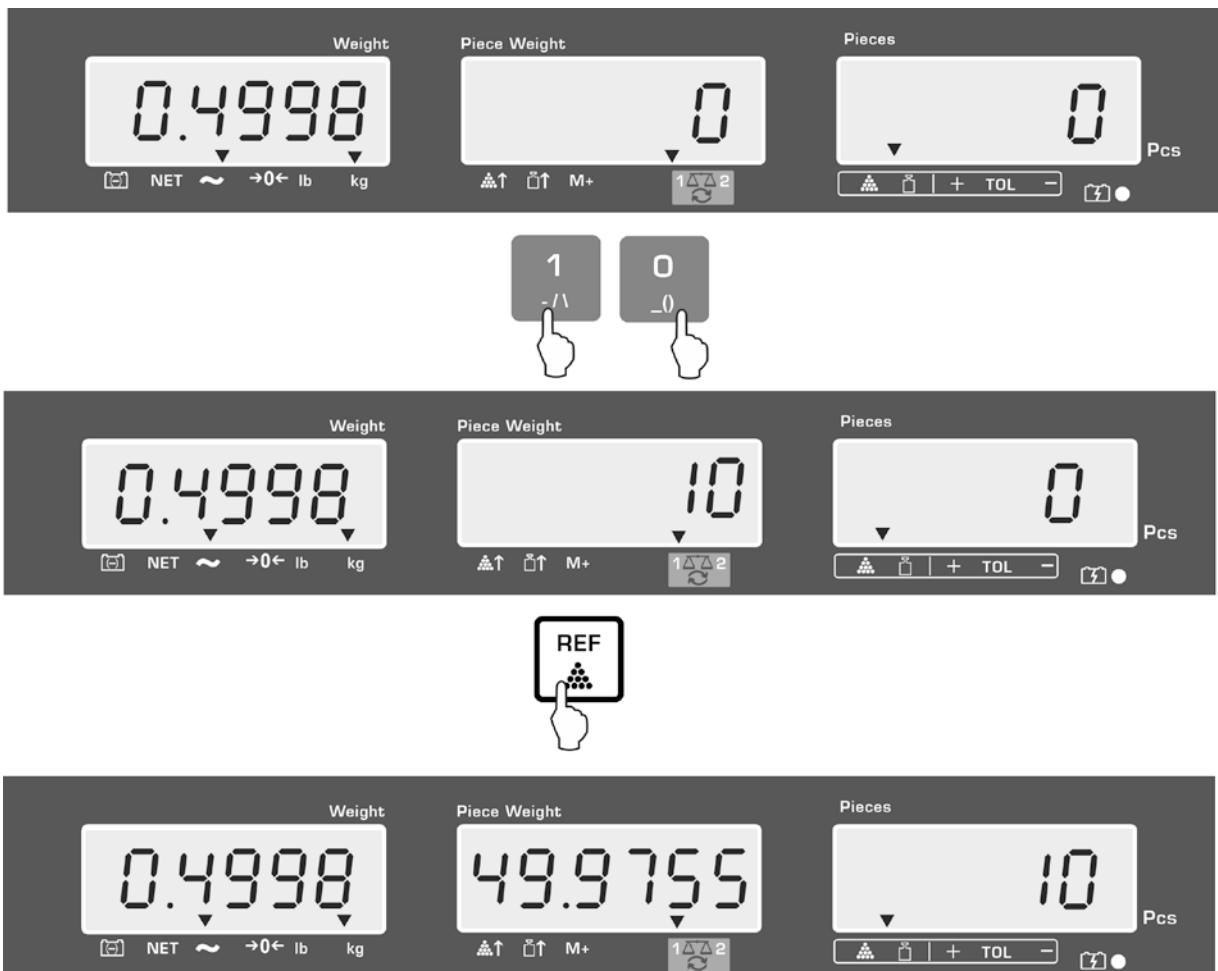 Weight Piece Weight Pieces
0.4998 0 0
Pcs
NET ~ →0← lb kg ↑ ↑ M+ 1 2 + TOL −
1 0
-/\ _()
Weight Piece Weight Pieces
0.4998 10 0
Pcs
NET ~ →0← lb kg ↑ ↑ M+ 1 2 + TOL −
REF
Weight Piece Weight Pieces
0.4998 49.9755 10
Pcs
NET ~ →0← lb kg ↑ ↑ M+ 1 2 + TOL −